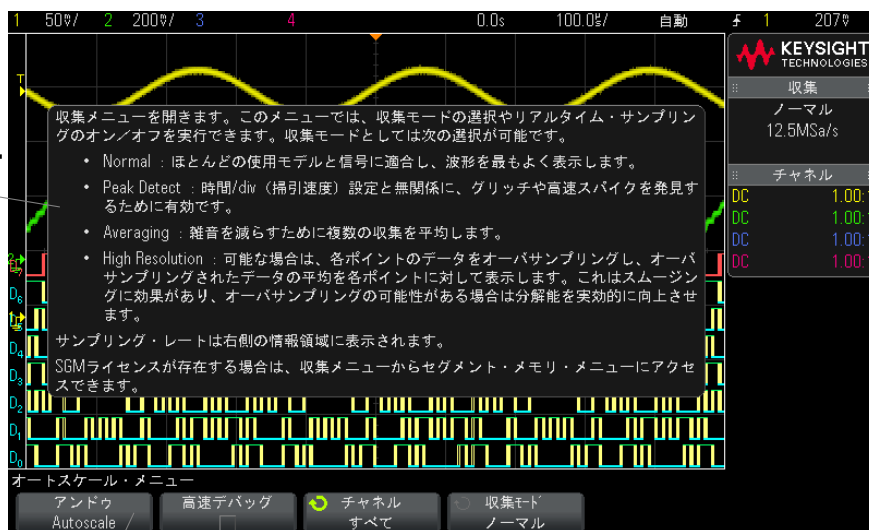 1 50▽/ 2 200▽/ 3 4 0.0s 100.0▽/ 自動 1 207▽
KEYSIGHT
TECHNOLOGIES
収集
ノーマル
12.5MSa/s
チャネル
DC 1.00:
DC 1.00:
DC 1.00:
DC 1.00:
T
収集メニューを開きます。このメニューでは、収集モードの選択やリアルタイム・サンプリン
グのオン/オフを実行できます。収集モードとしては次の選択が可能です。
• Normal : ほとんどの使用モデルと信号に適合し、波形を最もよく表示します。
• Peak Detect : 時間/div (掃引速度) 設定と無関係に、グリッチや高速スパイクを発見す
るために有効です。
• Averaging : 雑音を減らすために複数の収集を平均します。
• High Resolution : 可能な場合は、各ポイントのデータをオーバサンプリングし、オーバ
サンプリングされたデータの平均を各ポイントに対して表示します。これはスムージン
グに効果があり、オーバサンプリングの可能性がある場合は分解能を実効的に向上させ
ます。
サンプリング・レートは右側の情報領域に表示されます。
SGMライセンスが存在する場合は、収集メニューからセグメント・メモリ・メニューにアクセ
スできます。
D6
D4
D3
D2
D1
D0
オートスケール・メニュー
アンドゥ
Autoscale
高速デバッグ
チャネル
すべて
収集モード
ノーマル